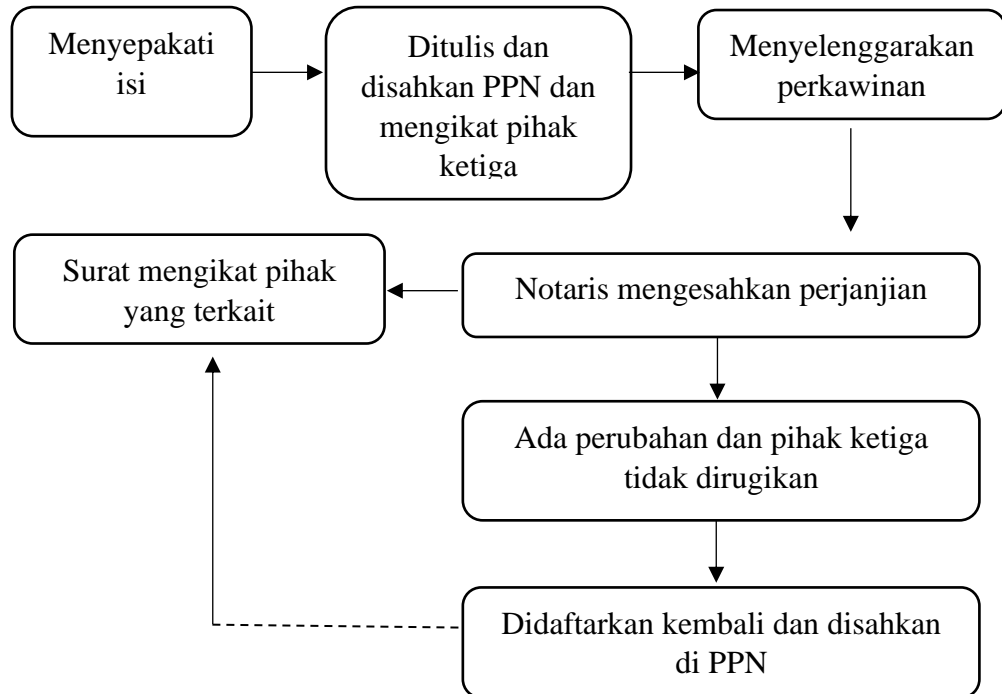 Menyepakati
isi
Ditulis dan
disahkan PPN dan
mengikat pihak
ketiga
Menyelenggarakan
perkawinan
Notaris mengesahkan perjanjian
Surat mengikat pihak
yang terkait
Ada perubahan dan pihak ketiga
tidak dirugikan
Didaftarkan kembali dan disahkan
di PPN